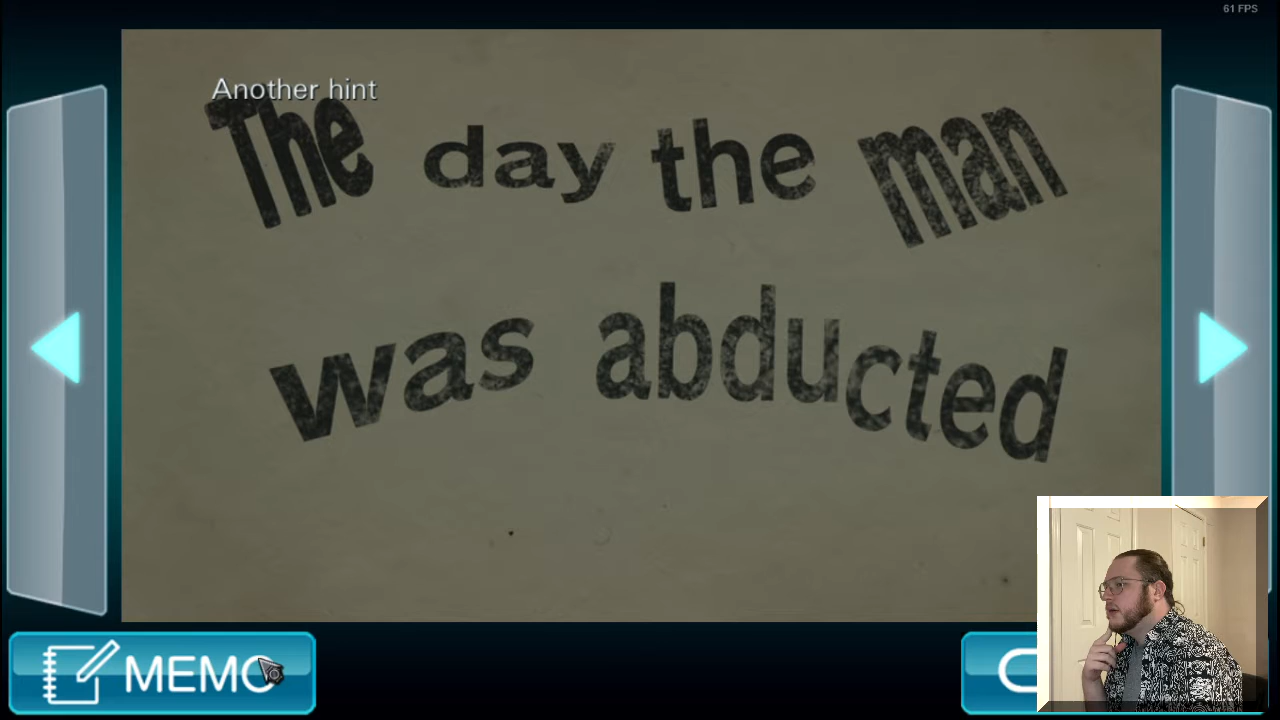 61 FPS
Another hint
The day the man
was abducted
MEMO